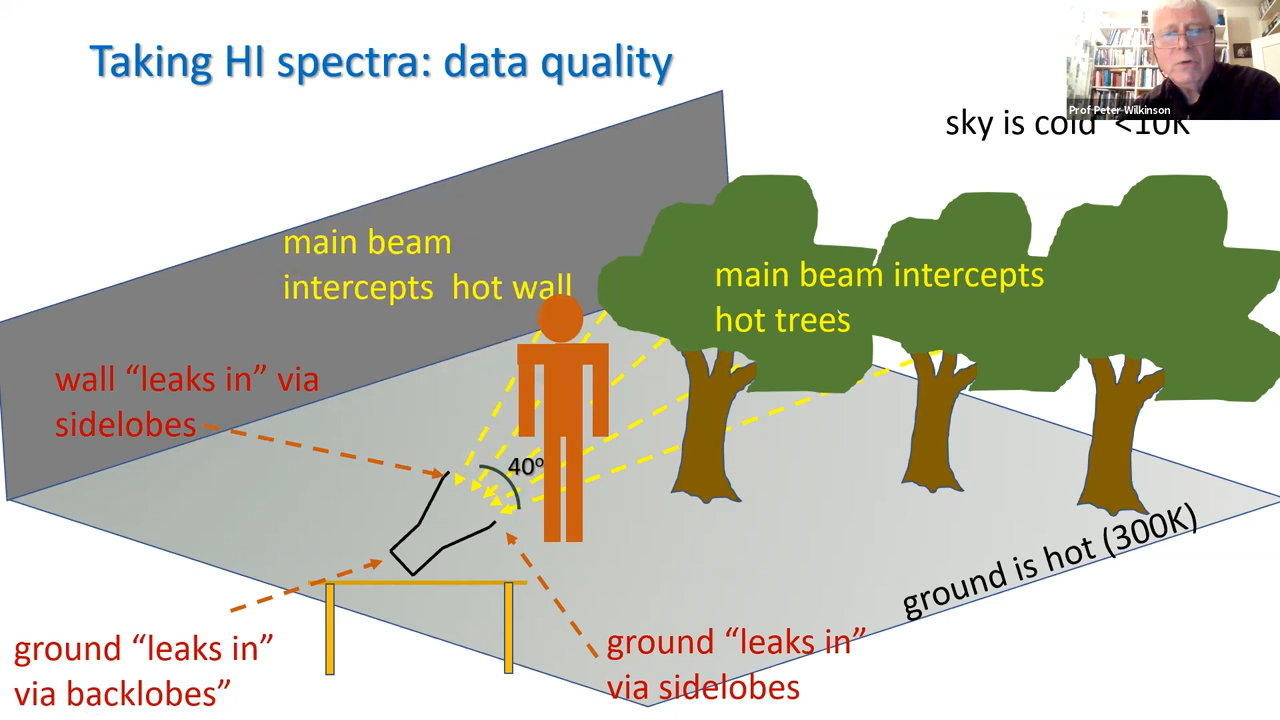 Taking HI spectra: data quality
Prof Peter Wilkinson
sky is cold <10K
main beam
intercepts hot wall
main beam intercepts
hot trees
wall “leaks in” via
sidelobes
40o
ground is hot (300K)
ground “leaks in”
via backlobes”
ground “leaks in”
via sidelobes